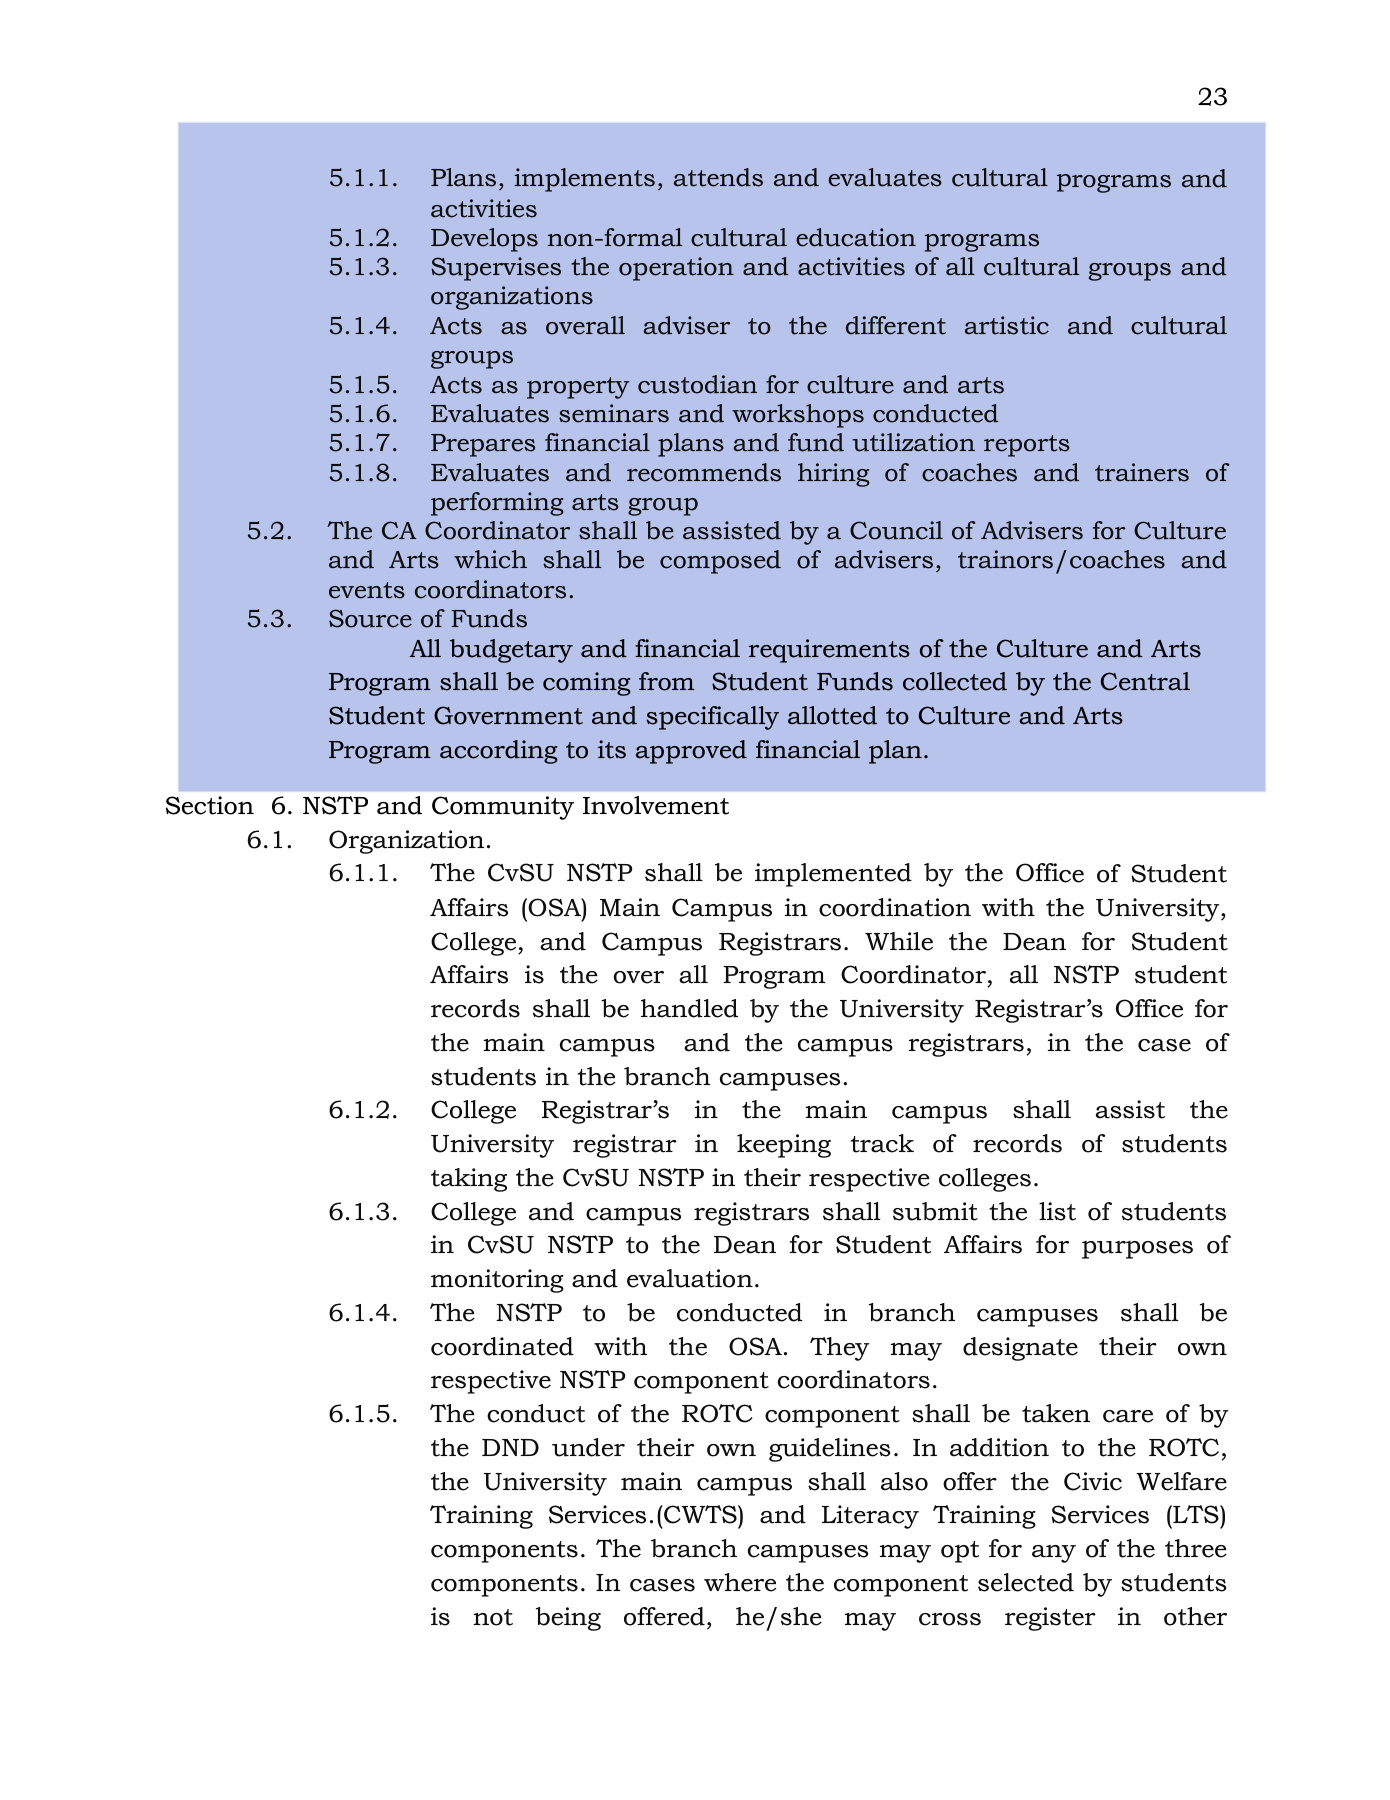 23
5.1.1. Plans, implements, attends and evaluates cultural programs and
activities
5.1.2. Develops non-formal cultural education programs
5.1.3. Supervises the operation and activities of all cultural groups and
organizations
5.1.4. Acts as overall adviser to the different artistic and cultural
groups
5.1.5. Acts as property custodian for culture and arts
5.1.6. Evaluates seminars and workshops conducted
5.1.7. Prepares financial plans and fund utilization reports
5.1.8. Evaluates and recommends hiring of coaches and trainers of
performing arts group
5.2. The CA Coordinator shall be assisted by a Council of Advisers for Culture
and Arts which shall be composed of advisers, trainors/coaches and
events coordinators.
5.3. Source of Funds
All budgetary and financial requirements of the Culture and Arts
Program shall be coming from Student Funds collected by the Central
Student Government and specifically allotted to Culture and Arts
Program according to its approved financial plan.
Section 6. NSTP and Community Involvement
6.1. Organization.
6.1.1. The CvSU NSTP shall be implemented by the Office of Student
Affairs (OSA) Main Campus in coordination with the University,
College, and Campus Registrars. While the Dean for Student
Affairs is the over all Program Coordinator, all NSTP student
records shall be handled by the University Registrar’s Office for
the main campus and the campus registrars, in the case of
students in the branch campuses.
6.1.2. College Registrar’s in the main campus shall assist the
University registrar in keeping track of records of students
taking the CvSU NSTP in their respective colleges.
6.1.3. College and campus registrars shall submit the list of students
in CvSU NSTP to the Dean for Student Affairs for purposes of
monitoring and evaluation.
6.1.4. The NSTP to be conducted in branch campuses shall be
coordinated with the OSA. They may designate their own
respective NSTP component coordinators.
6.1.5. The conduct of the ROTC component shall be taken care of by
the DND under their own guidelines. In addition to the ROTC,
the University main campus shall also offer the Civic Welfare
Training Services.(CWTS) and Literacy Training Services (LTS)
components. The branch campuses may opt for any of the three
components. In cases where the component selected by students
is not being offered, he/she may cross register in other